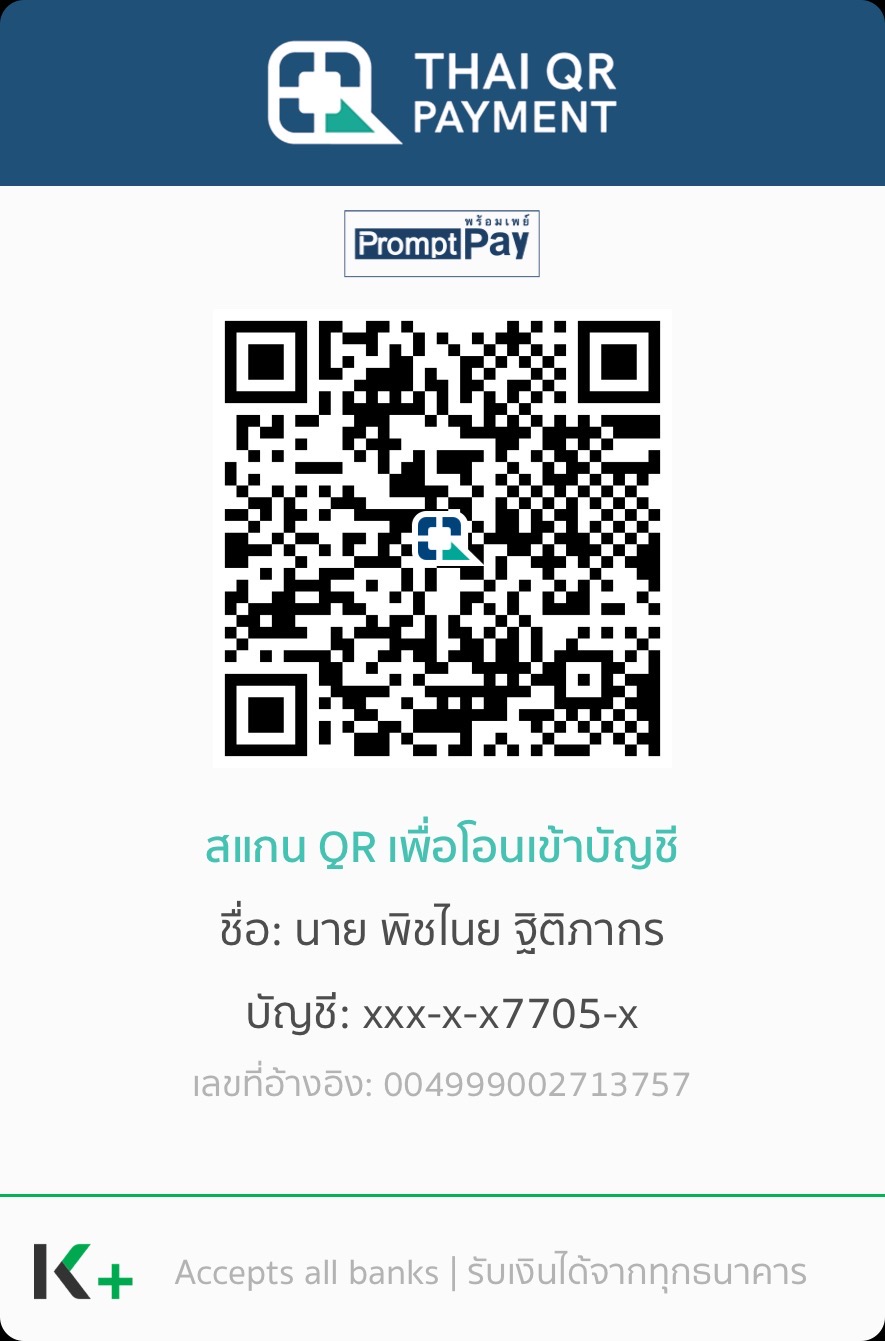 THAI QR
PAYMENT
พร้อมเพย์
Prompt Pay
สแกน QR เพื่อโอนเข้าบัญชี
ชื่อ: นาย พิชไนย ฐิติภากร
บัญชี: xxx-x-x7705-x
เลขที่อ้างอิง: 004999002713757
K+
Accepts all banks | รับเงินได้จากทุกธนาคาร